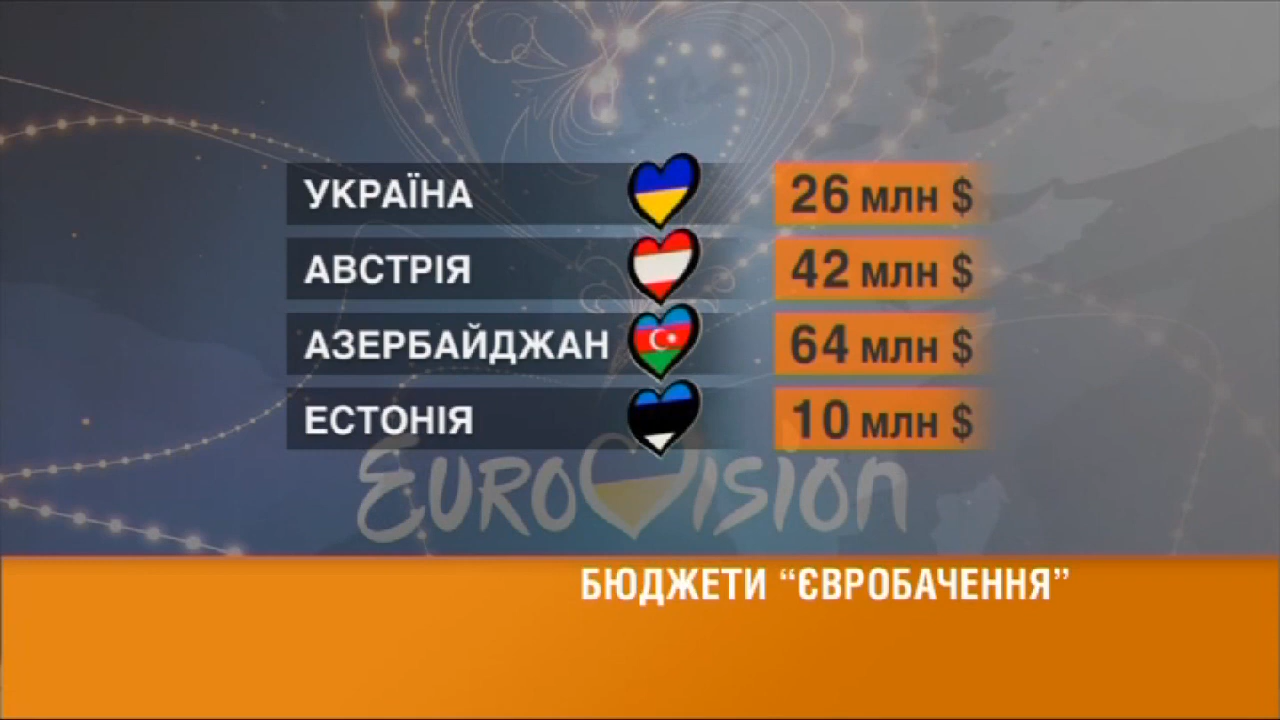 УКРАЇНА 26 млн $
АВСТРІЯ 42 млн $
АЗЕРБАЙДЖАН 64 млн $
ЕСТОНІЯ 10 млн $
EUROVISION
БЮДЖЕТИ “ЄВРОБАЧЕННЯ”